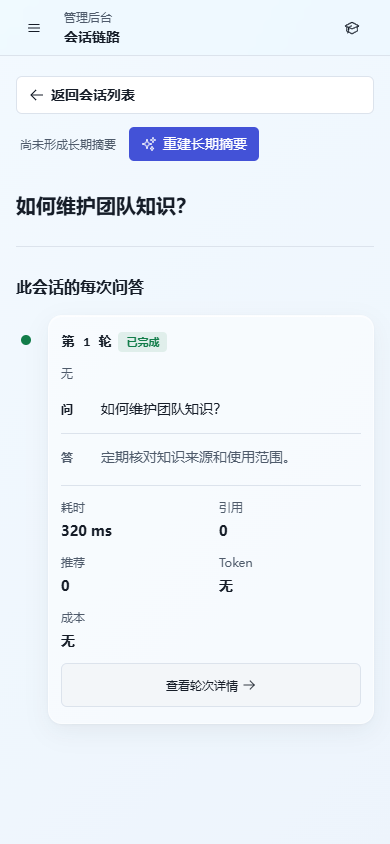 管理后台
会话链路
返回会话列表
尚未形成长期摘要
重建长期摘要
如何维护团队知识？
此会话的每次问答
第 1 轮 已完成
无
问 如何维护团队知识？
答 定期核对知识来源和使用范围。
耗时 引用
320 ms 0
推荐 Token
0 无
成本
无
查看轮次详情